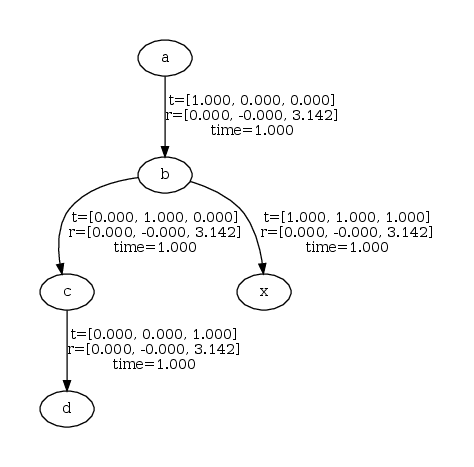 a
t=[1.000, 0.000, 0.000]
r=[0.000, -0.000, 3.142]
time=1.000
b
t=[0.000, 1.000, 0.000]
r=[0.000, -0.000, 3.142]
time=1.000
t=[1.000, 1.000, 1.000]
r=[0.000, -0.000, 3.142]
time=1.000
c
x
t=[0.000, 0.000, 1.000]
r=[0.000, -0.000, 3.142]
time=1.000
d